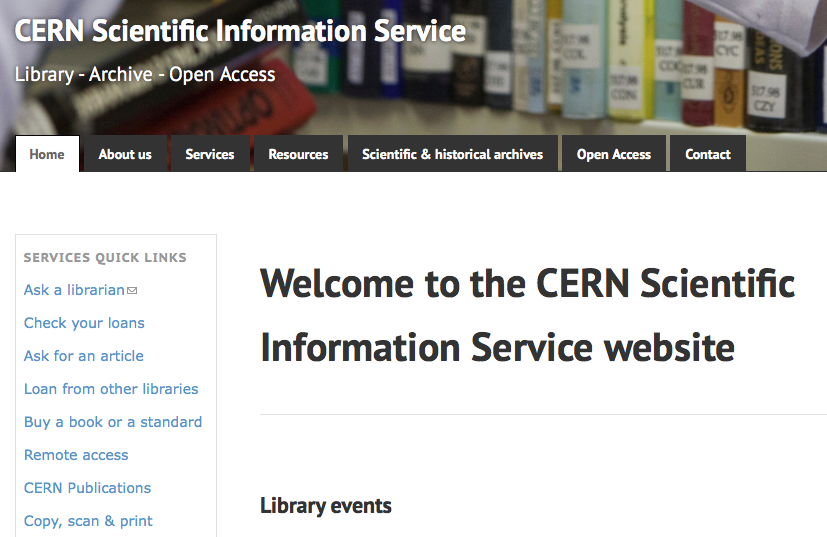 CERN Scientific Information Service
Library - Archive - Open Access
Home
About us
Services
Resources
Scientific & historical archives
Open Access
Contact
SERVICES QUICK LINKS
Ask a librarian
Check your loans
Ask for an article
Loan from other libraries
Buy a book or a standard
Remote access
CERN Publications
Copy, scan & print
Welcome to the CERN Scientific
Information Service website
Library events